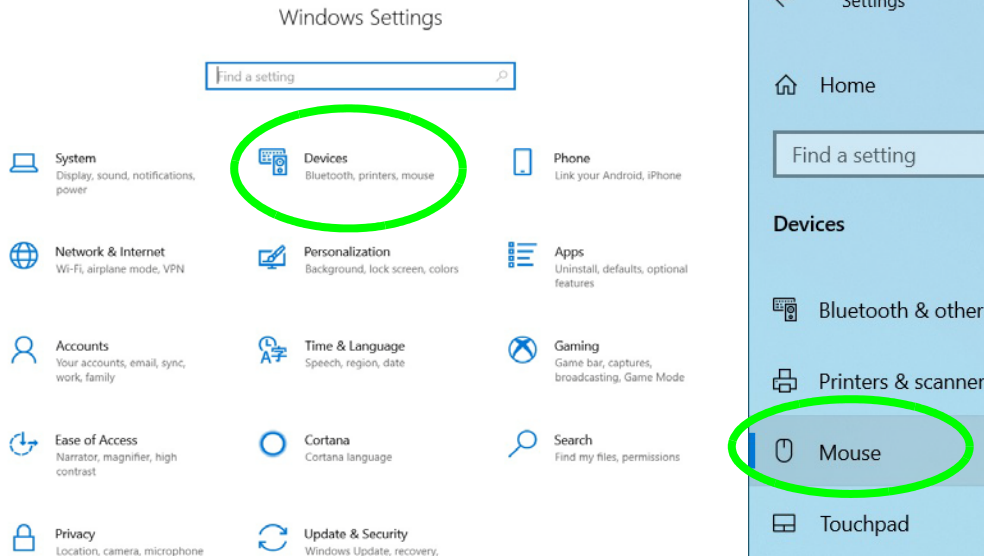 Windows Settings
Find a setting
System
Display, sound, notifications,
power
Devices
Bluetooth, printers, mouse
Phone
Link your Android, iPhone
Network & Internet
Wi-Fi, airplane mode, VPN
Personalization
Background, lock screen, colors
Apps
Uninstall, defaults, optional
features
Accounts
Your accounts, email, sync,
work, family
Time & Language
Speech, region, date
Gaming
Game bar, captures,
broadcasting, Game Mode
Ease of Access
Narrator, magnifier, high
contrast
Cortana
Cortana language
Search
Find my files, permissions
Privacy
Location, camera, microphone
Update & Security
Windows Update, recovery,
Settings
Home
Find a setting
Devices
Bluetooth & other
Printers & scanner
Mouse
Touchpad